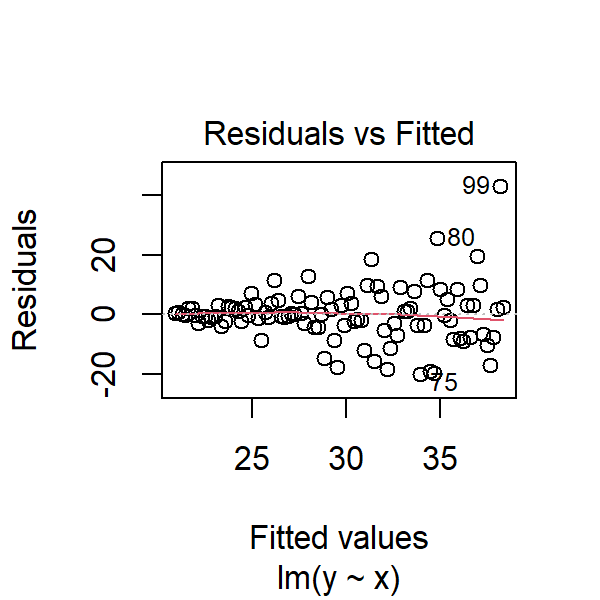 Residuals vs Fitted
Residuals
20
0
-20
99
80
75
25 30 35
Fitted values
lm(y ~ x)